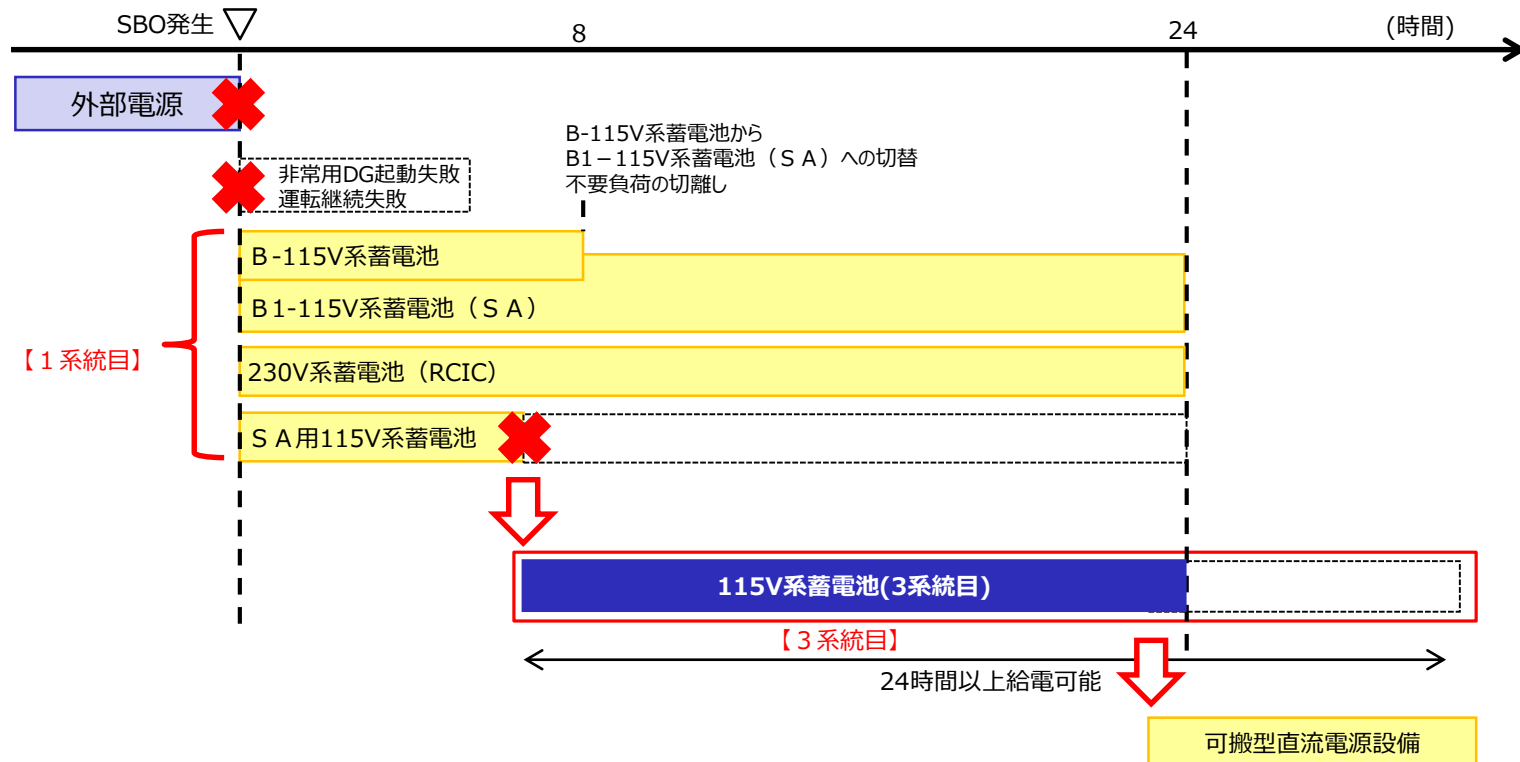 SBO発生
8
24
(時間)
外部電源
非常用DG起動失敗
運転継続失敗
B-115V系蓄電池から
B1－115V系蓄電池（ＳＡ）への切替
不要負荷の切離し
Ｂ-115V系蓄電池
Ｂ1-115V系蓄電池（ＳＡ）
【１系統目】
230V系蓄電池（RCIC）
ＳＡ用115V系蓄電池
115V系蓄電池(3系統目)
【３系統目】
24時間以上給電可能
可搬型直流電源設備